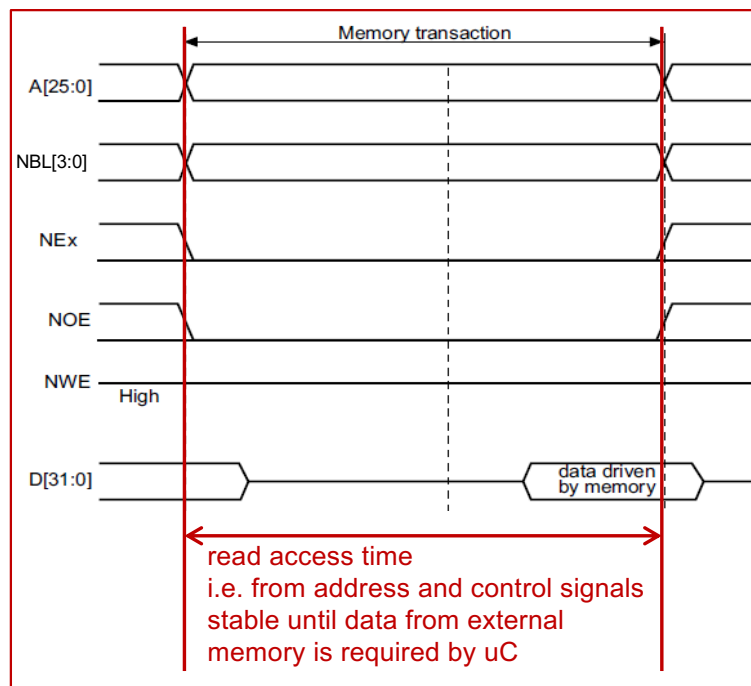 Memory transaction
A[25:0]
NBL[3:0]
NEx
NOE
NWE
High
D[31:0]
data driven
by memory
read access time
i.e. from address and control signals
stable until data from external
memory is required by uC